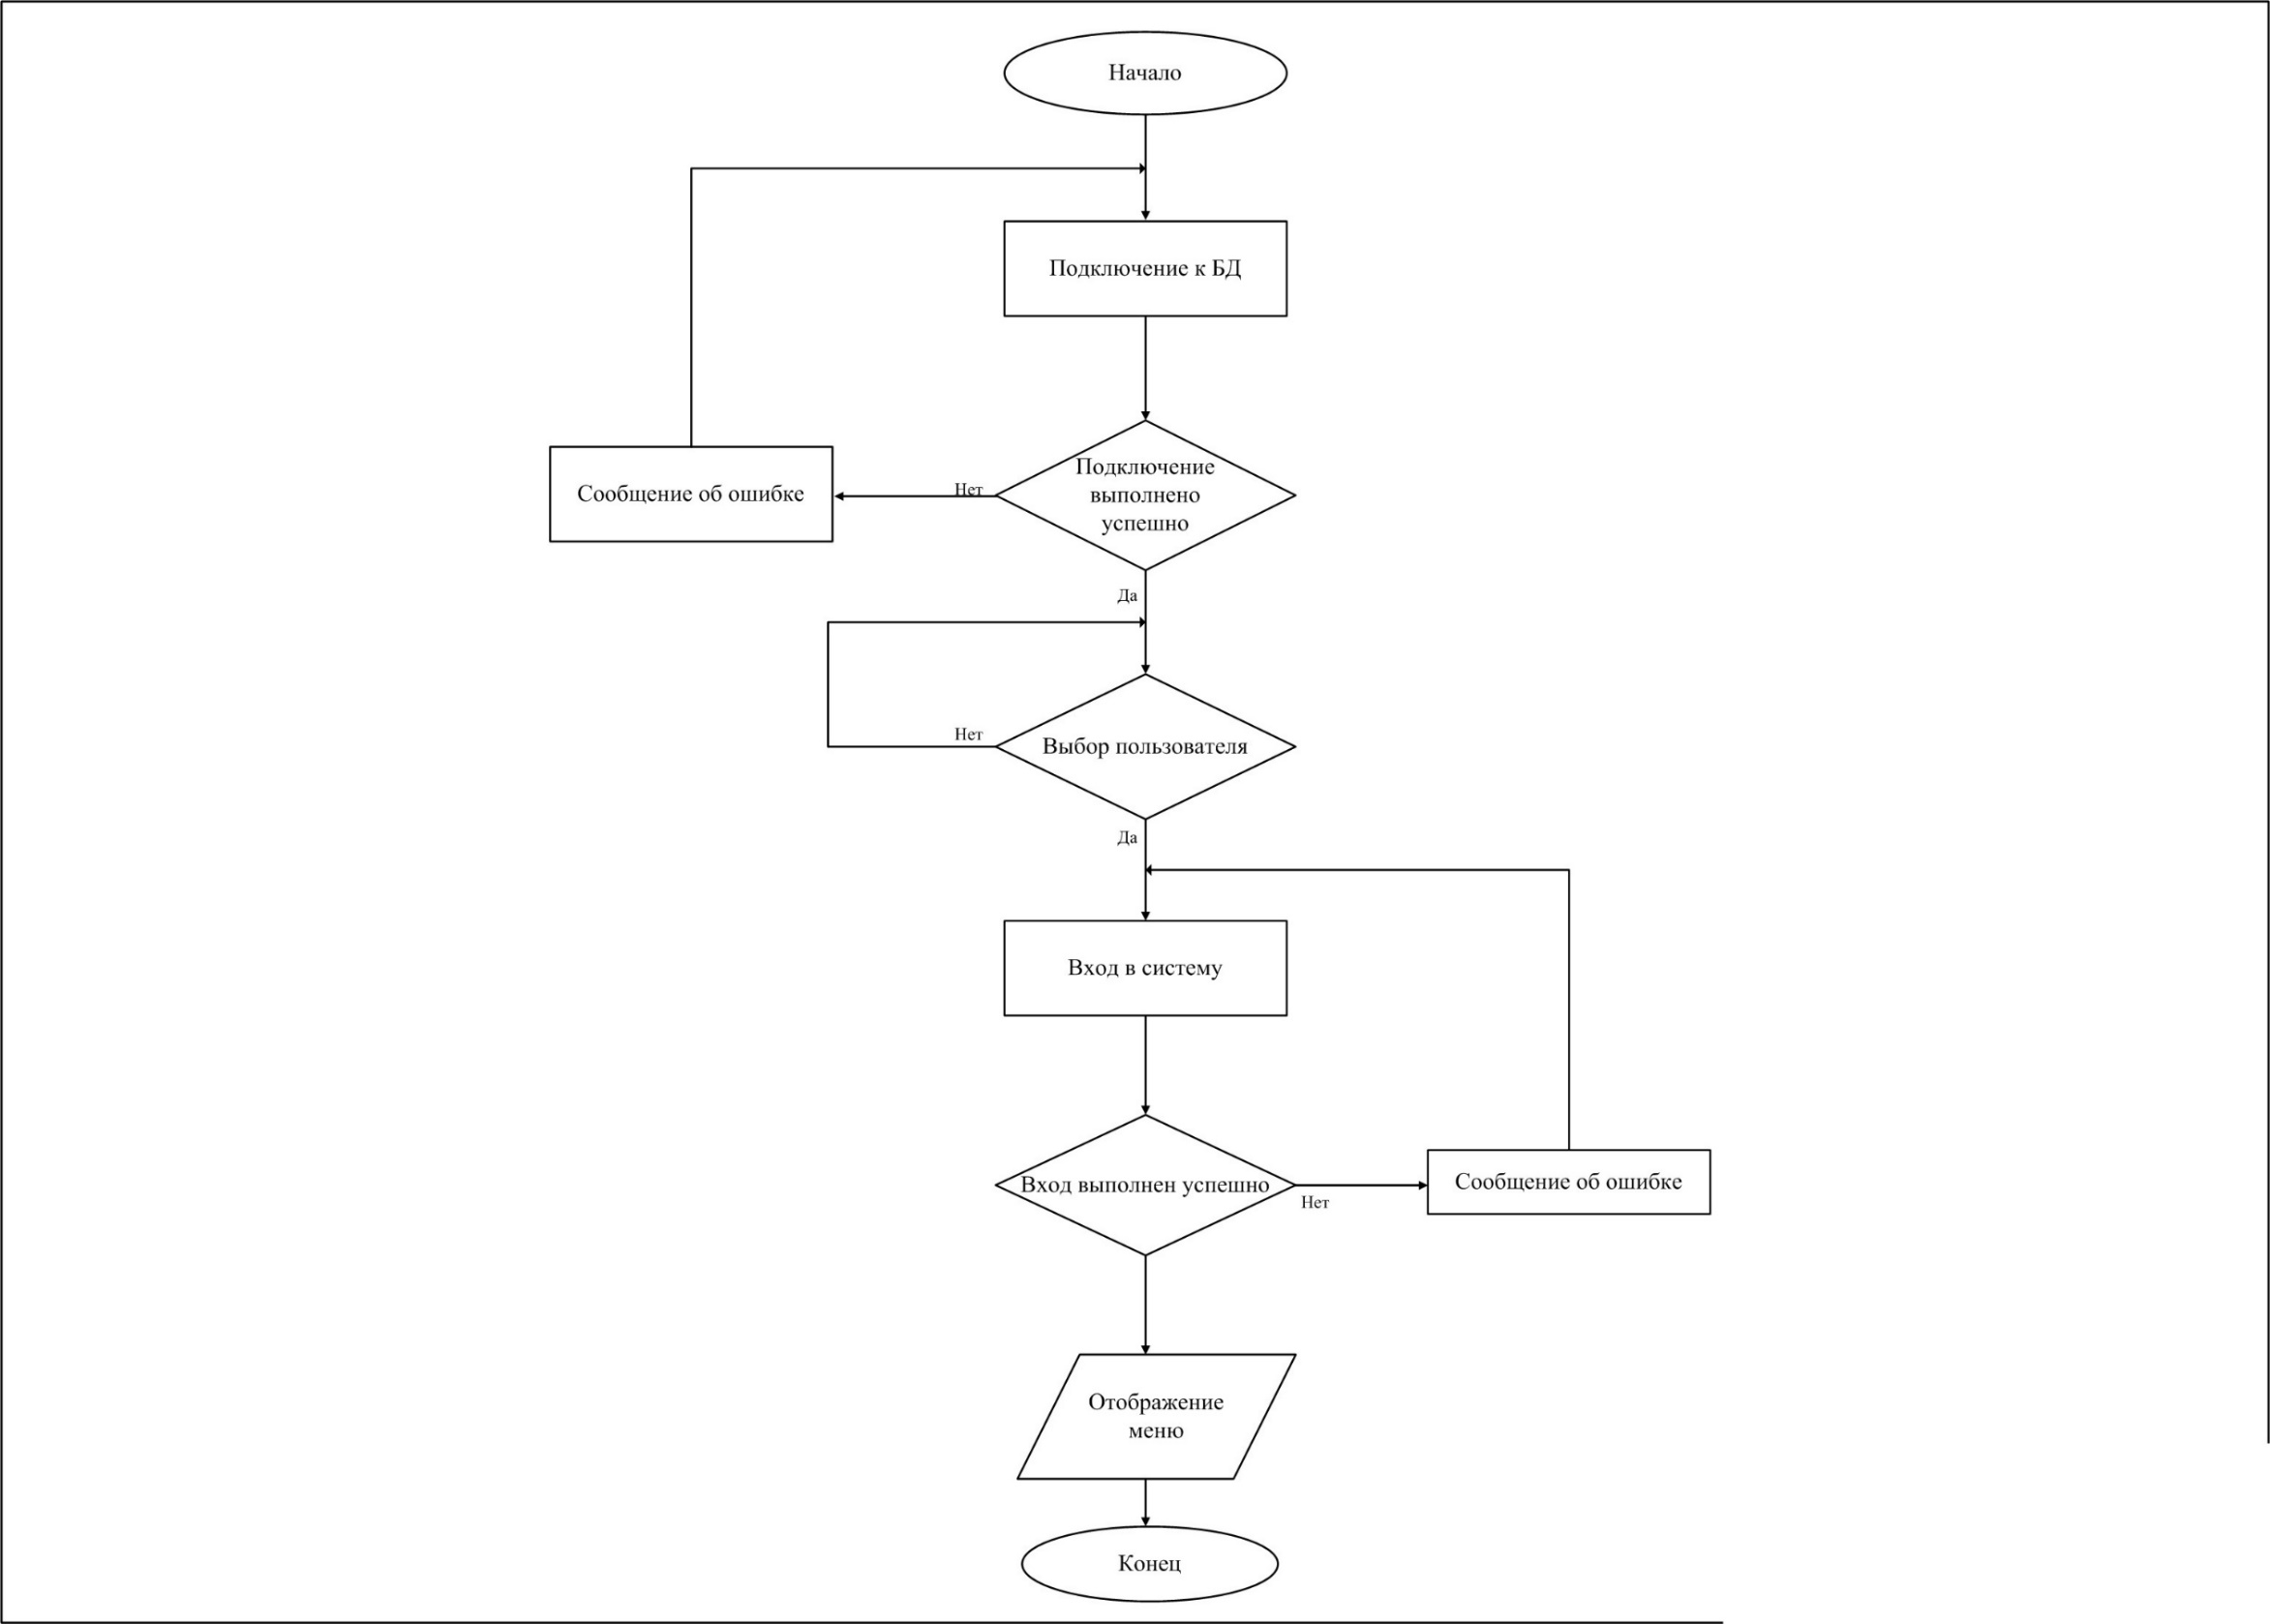 Начало
Подключение к БД
Подключение
выполнено
успешно
Нет
Сообщение об ошибке
Да
Нет
Выбор пользователя
Да
Вход в систему
Вход выполнен успешно
Нет
Сообщение об ошибке
Отображение
меню
Конец